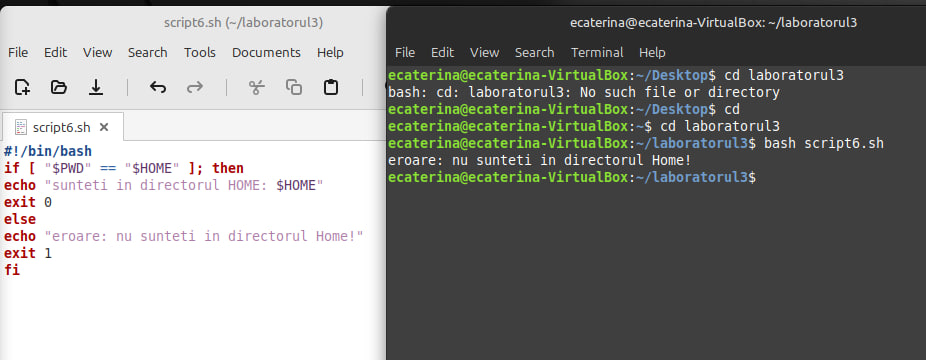 script6.sh (~/laboratorul3)
File Edit View Search Tools Documents Help
script6.sh
#!/bin/bash
if [ "$PWD" == "$HOME" ]; then
echo "sunteti in directorul HOME: $HOME"
exit 0
else
echo "eroare: nu sunteti in directorul Home!"
exit 1
fi
ecaterina@ecaterina-VirtualBox: ~/laboratorul3
File Edit View Search Terminal Help
ecaterina@ecaterina-VirtualBox:~/Desktop$ cd laboratorul3
bash: cd: laboratorul3: No such file or directory
ecaterina@ecaterina-VirtualBox:~/Desktop$ cd
ecaterina@ecaterina-VirtualBox:~$ cd laboratorul3
ecaterina@ecaterina-VirtualBox:~/laboratorul3$ bash script6.sh
eroare: nu sunteti in directorul Home!
ecaterina@ecaterina-VirtualBox:~/laboratorul3$